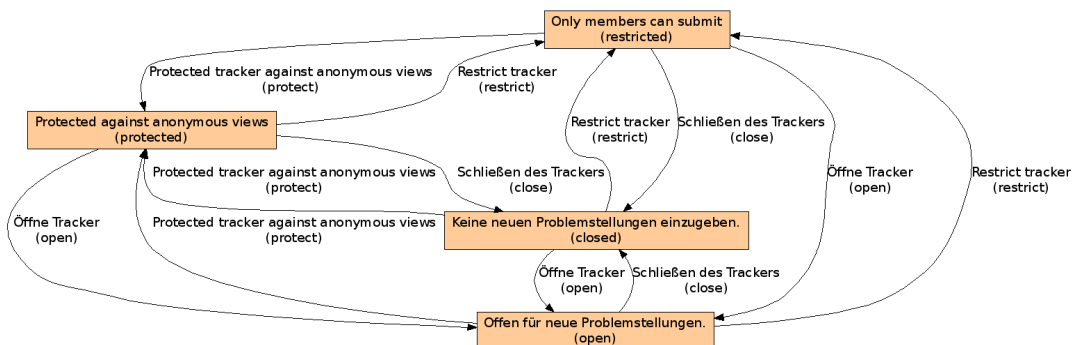 Only members can submit
(restricted)
Protected tracker against anonymous views
(protect)
Restrict tracker
(restrict)
Protected against anonymous views
(protected)
Restrict tracker
(restrict)
Schließen des Trackers
(close)
Protected tracker against anonymous views
(protect)
Schließen des Trackers
(close)
Öffne Tracker
(open)
Restrict tracker
(restrict)
Öffne Tracker
(open)
Protected tracker against anonymous views
(protect)
Keine neuen Problemstellungen einzugeben.
(closed)
Öffne Tracker
(open)
Schließen des Trackers
(close)
Offen für neue Problemstellungen.
(open)